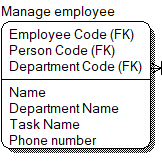 Manage employee
Employee Code (FK)
Person Code (FK)
Department Code (FK)
Name
Department Name
Task Name
Phone number